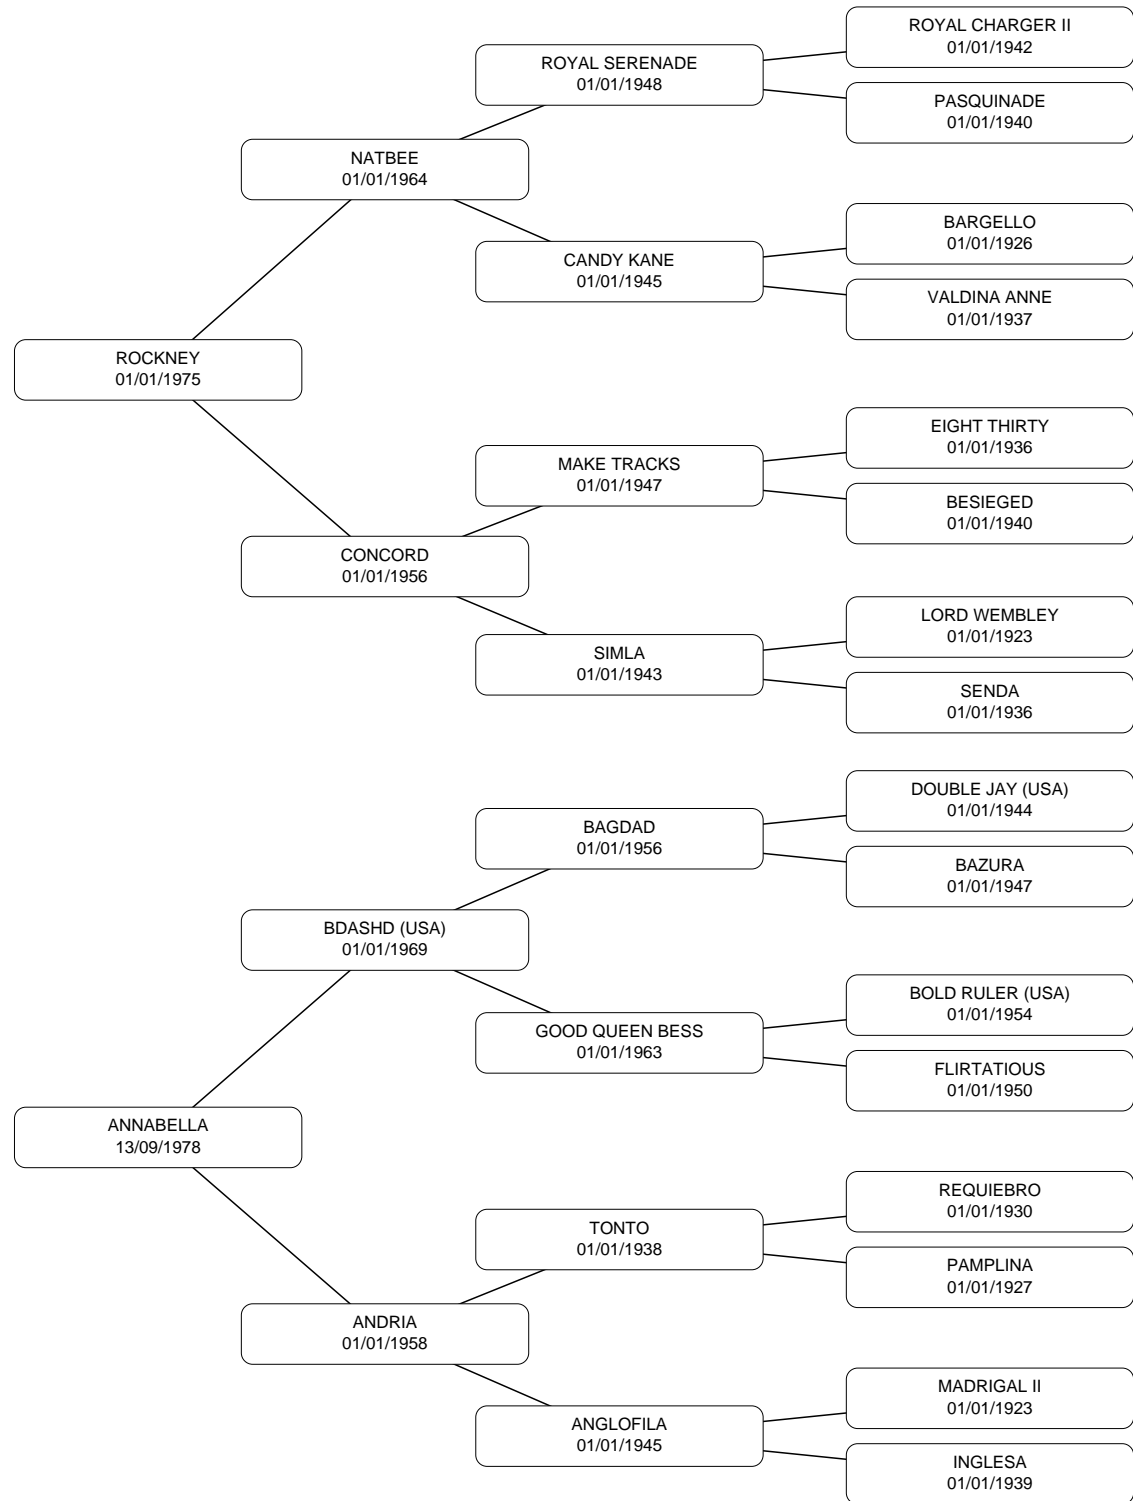 ROYAL CHARGER II
01/01/1942
ROYAL SERENADE
01/01/1948
PASQUINADE
01/01/1940
NATBEE
01/01/1964
BARGELLO
01/01/1926
CANDY KANE
01/01/1945
VALDINA ANNE
01/01/1937
ROCKNEY
01/01/1975
EIGHT THIRTY
01/01/1936
MAKE TRACKS
01/01/1947
BESIEGED
01/01/1940
CONCORD
01/01/1956
LORD WEMBLEY
01/01/1923
SIMLA
01/01/1943
SENDA
01/01/1936
DOUBLE JAY (USA)
01/01/1944
BAGDAD
01/01/1956
BAZURA
01/01/1947
BDASHD (USA)
01/01/1969
BOLD RULER (USA)
01/01/1954
GOOD QUEEN BESS
01/01/1963
FLIRTATIOUS
01/01/1950
ANNABELLA
13/09/1978
REQUIEBRO
01/01/1930
TONTO
01/01/1938
PAMPLINA
01/01/1927
ANDRIA
01/01/1958
MADRIGAL II
01/01/1923
ANGLOFILA
01/01/1945
INGLESA
01/01/1939